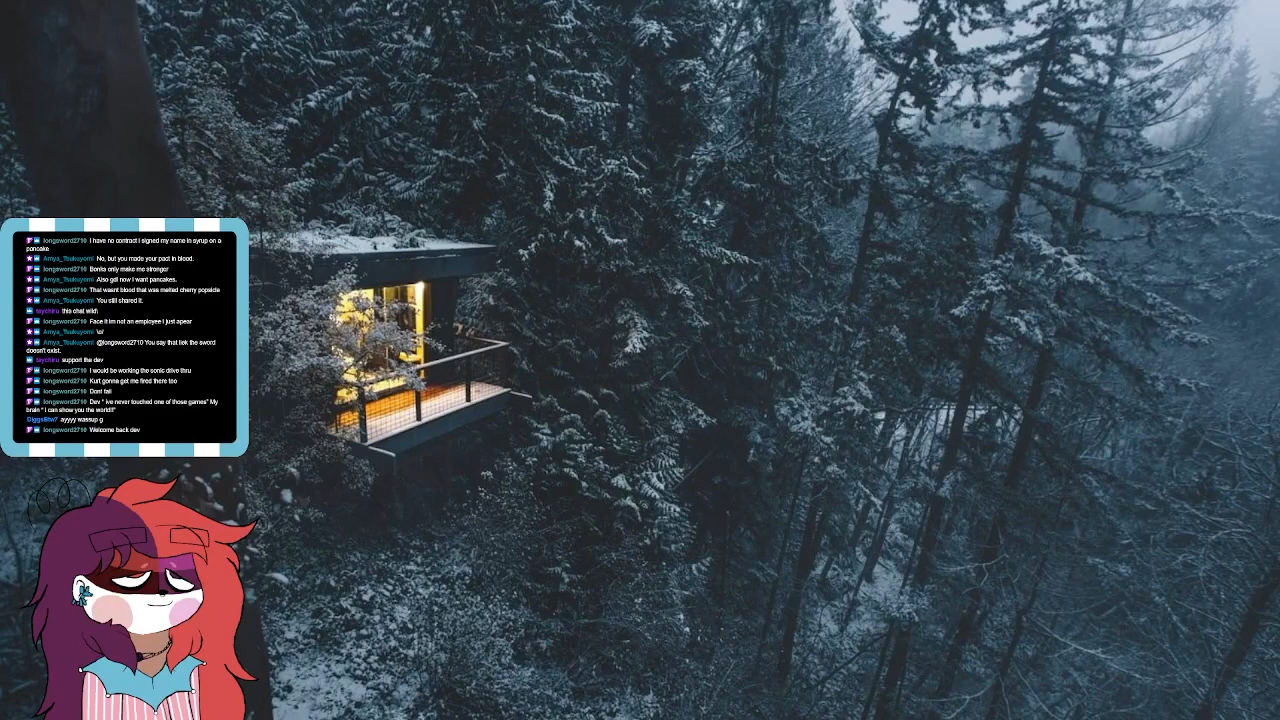 longsword2710 I have no contract i signed my name in syrup on a
pancake
Amya_Tsukuyomi No, but you made your pact in blood.
longsword2710 Bonks only make me stronger
Amya_Tsukuyomi Also gdi now I want pancakes.
longsword2710 That wasnt blood that was melted cherry popsicle
Amya_Tsukuyomi You still shared it.
taychiru this chat wild\
longsword2710 Face it im not an employee i just apear
Amya_Tsukuyomi \o/
Amya_Tsukuyomi @longsword2710 You say that liek the sword
doesn't exist.
taychiru support the dev
longsword2710 I would be working the sonic drive thru
longsword2710 Kurt gonna get me fired there too
longsword2710 Dont fall
longsword2710 Dev " ive never touched one of those games" My
brain " i can show you the world!!"
DiggsBtw7 ayyyy wassup g
longsword2710 Welcome back dev